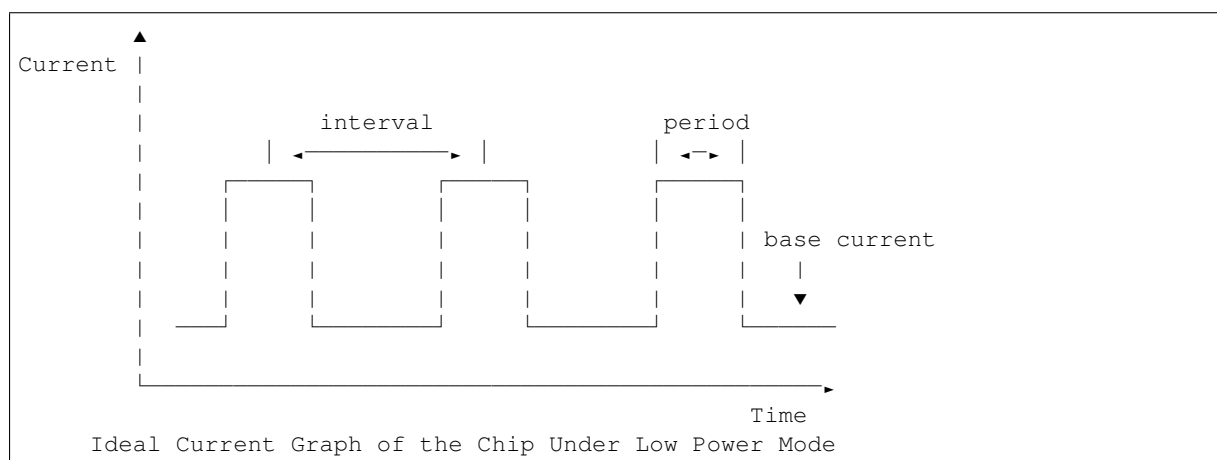 Current
interval
period
base current
Time
Ideal Current Graph of the Chip Under Low Power Mode